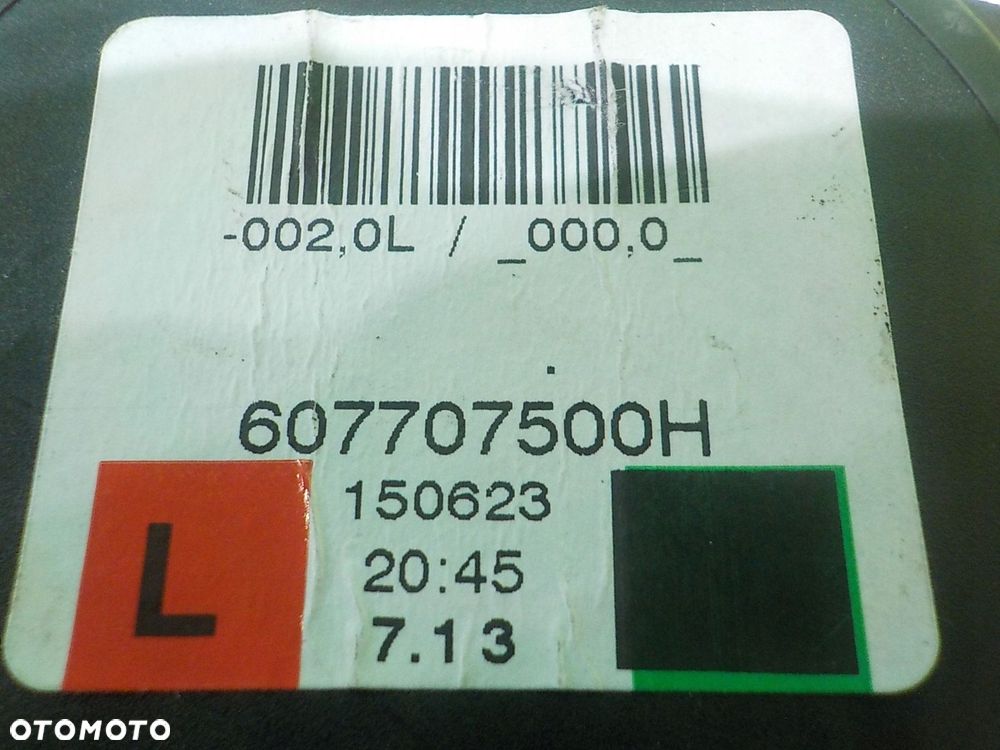 -002,0L / _000,0_
.
607707500H
150623
20:45
7.13
L
OTOMOTO